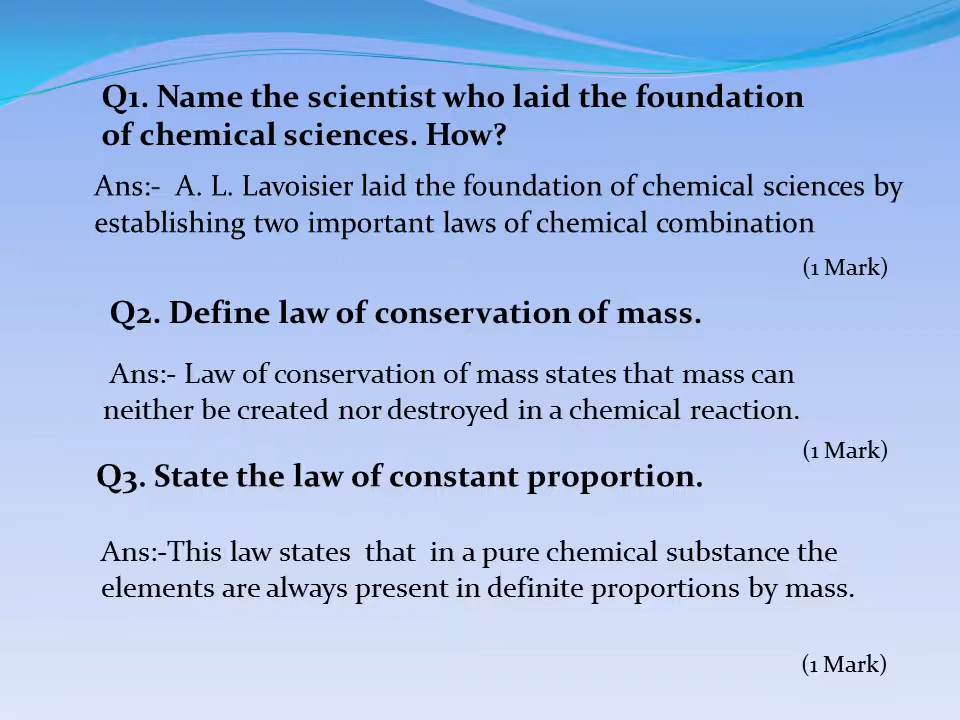 Q1. Name the scientist who laid the foundation
of chemical sciences. How?
Ans:-  A. L. Lavoisier laid the foundation of chemical sciences by
establishing two important laws of chemical combination
(1 Mark)
Q2. Define law of conservation of mass.
Ans:- Law of conservation of mass states that mass can
neither be created nor destroyed in a chemical reaction.
(1 Mark)
Q3. State the law of constant proportion.
Ans:-This law states  that  in a pure chemical substance the
elements are always present in definite proportions by mass.
(1 Mark)